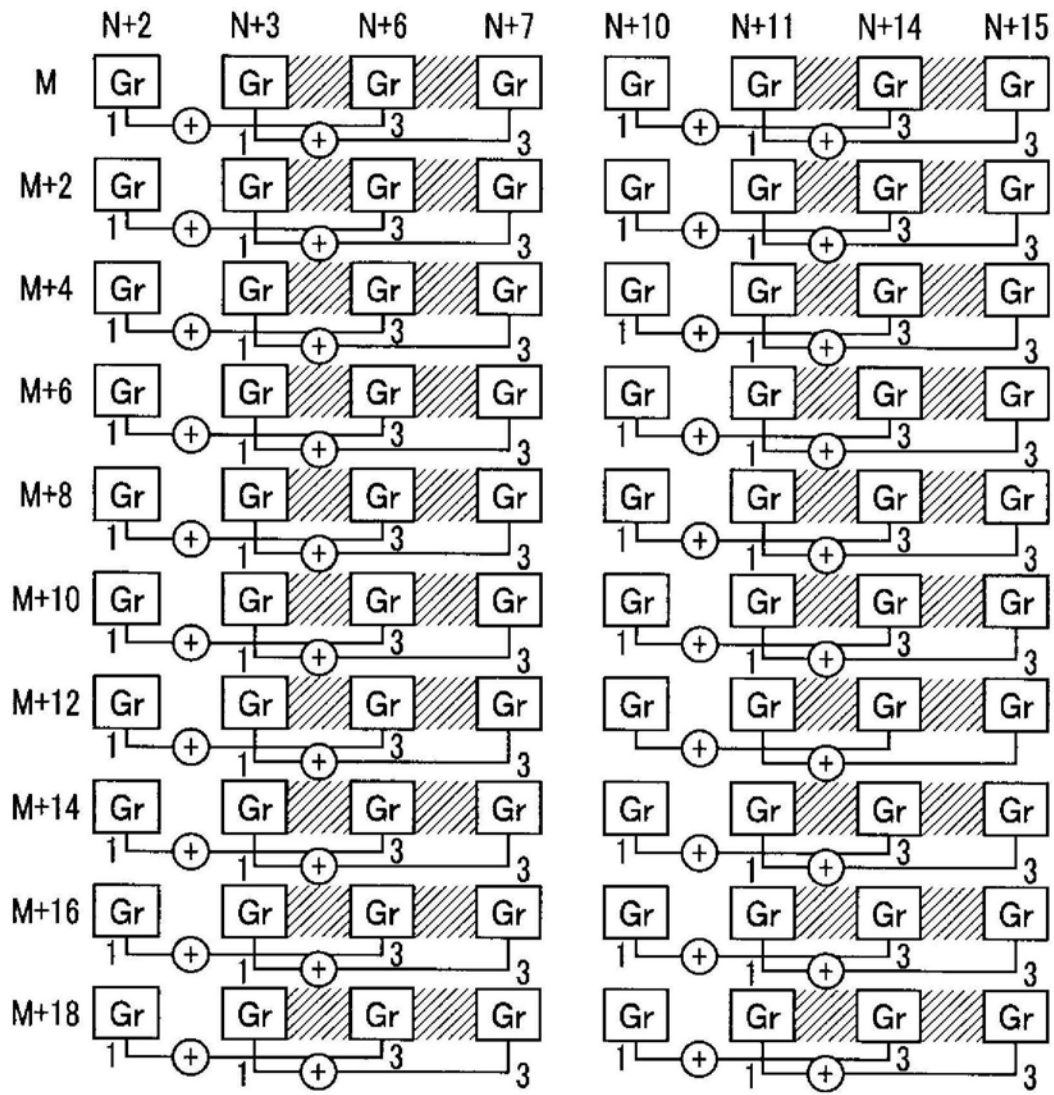 N+2 N+3 N+6 N+7 N+10 N+11 N+14 N+15
M Gr Gr Gr Gr Gr Gr Gr Gr
1 + 1 + 3 3 1 + 1 + 3 3
M+2 Gr Gr Gr Gr Gr Gr Gr Gr
1 + 1 + 3 3 1 + 1 + 3 3
M+4 Gr Gr Gr Gr Gr Gr Gr Gr
1 + 1 + 3 3 1 + 1 + 3 3
M+6 Gr Gr Gr Gr Gr Gr Gr Gr
1 + 1 + 3 3 1 + 1 + 3 3
M+8 Gr Gr Gr Gr Gr Gr Gr Gr
1 + 1 + 3 3 1 + 1 + 3 3
M+10 Gr Gr Gr Gr Gr Gr Gr Gr
1 + 1 + 3 3 1 + 1 + 3 3
M+12 Gr Gr Gr Gr Gr Gr Gr Gr
1 + 1 + 3 3 + +
M+14 Gr Gr Gr Gr Gr Gr Gr Gr
1 + 1 + 3 3 1 + 1 + 3 3
M+16 Gr Gr Gr Gr Gr Gr Gr Gr
1 + 1 + 3 3 1 + 1 + 3 3
M+18 Gr Gr Gr Gr Gr Gr Gr Gr
1 + 1 + 3 3 1 + 1 + 3 3